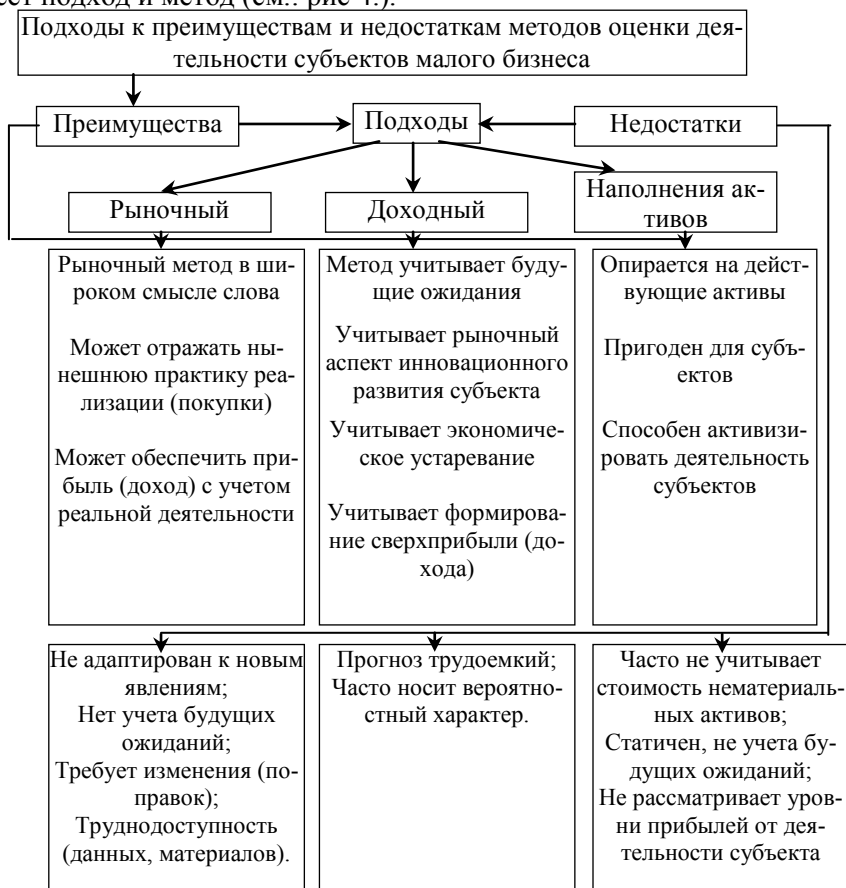 подход и метод (см.: рис 4.).
Подходы к преимуществам и недостаткам методов оценки дея-
тельности субъектов малого бизнеса
Преимущества
Подходы
Недостатки
Рыночный
Доходный
Наполнения ак-
тивов
Рыночный метод в ши-
роком смысле слова
Может отражать ны-
нешнюю практику реа-
лизации (покупки)
Может обеспечить при-
быль (доход) с учетом
реальной деятельности
Метод учитывает буду-
щие ожидания
Учитывает рыночный
аспект инновационного
развития субъекта
Учитывает экономиче-
ское устаревание
Учитывает формирова-
ние сверхприбыли (до-
хода)
Опирается на дейст-
вующие активы
Пригоден для субъ-
ектов
Способен активизи-
ровать деятельность
субъектов
Не адаптирован к новым
явлениям;
Нет учета будущих
ожиданий;
Требует изменения (по-
правок);
Труднодоступность
(данных, материалов).
Прогноз трудоемкий;
Часто носит вероятно-
стный характер.
Часто не учитывает
стоимость нематериаль-
ных активов;
Статичен, не учета бу-
дущих ожиданий;
Не рассматривает уров-
ни прибылей от дея-
тельности субъекта